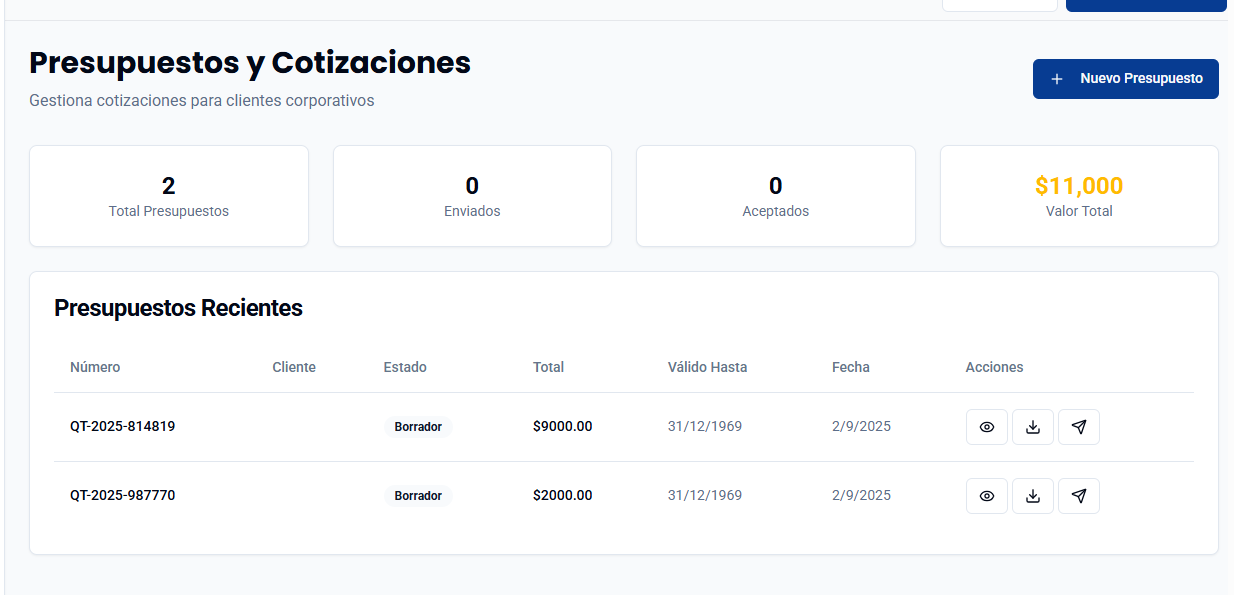 Presupuestos y Cotizaciones
Gestiona cotizaciones para clientes corporativos
+ Nuevo Presupuesto
2
Total Presupuestos
0
Enviados
0
Aceptados
$11,000
Valor Total
Presupuestos Recientes
Número Cliente Estado Total Válido Hasta Fecha Acciones
QT-2025-814819 Borrador $9000.00 31/12/1969 2/9/2025
QT-2025-987770 Borrador $2000.00 31/12/1969 2/9/2025